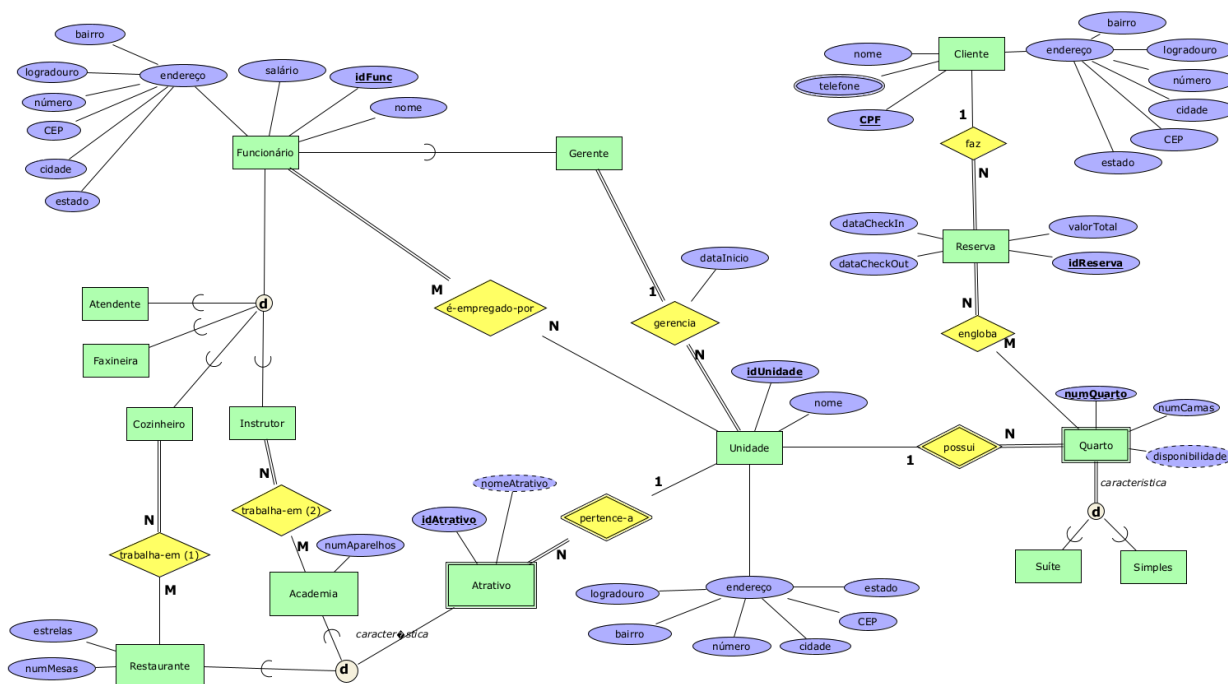 bairro
logradouro
endereço
número
CEP
cidade
estado
salário
idFunc
nome
Funcionário
Gerente
bairro
nome
Cliente
endereço
logradouro
telefone
número
CPF
cidade
CEP
estado
1
faz
N
dataCheckIn
valorTotal
Reserva
dataCheckOut
idReserva
N
engloba
M
dataInicio
1
gerencia
N
M
é-empregado-por
N
Atendente
d
Faxineira
Cozinheiro
Instrutor
idUnidade
nome
Unidade
1
possui
N
numQuarto
numCamas
Quarto
disponibilidade
caracteristica
d
Suíte
Simples
N
trabalha-em (2)
M
N
trabalha-em (1)
M
nomeAtrativo
idAtrativo
1
pertence-a
N
numAparelhos
Academia
Atrativo
caracter�stica
d
estrelas
numMesas
Restaurante
logradouro
endereço
estado
bairro
número
cidade
CEP